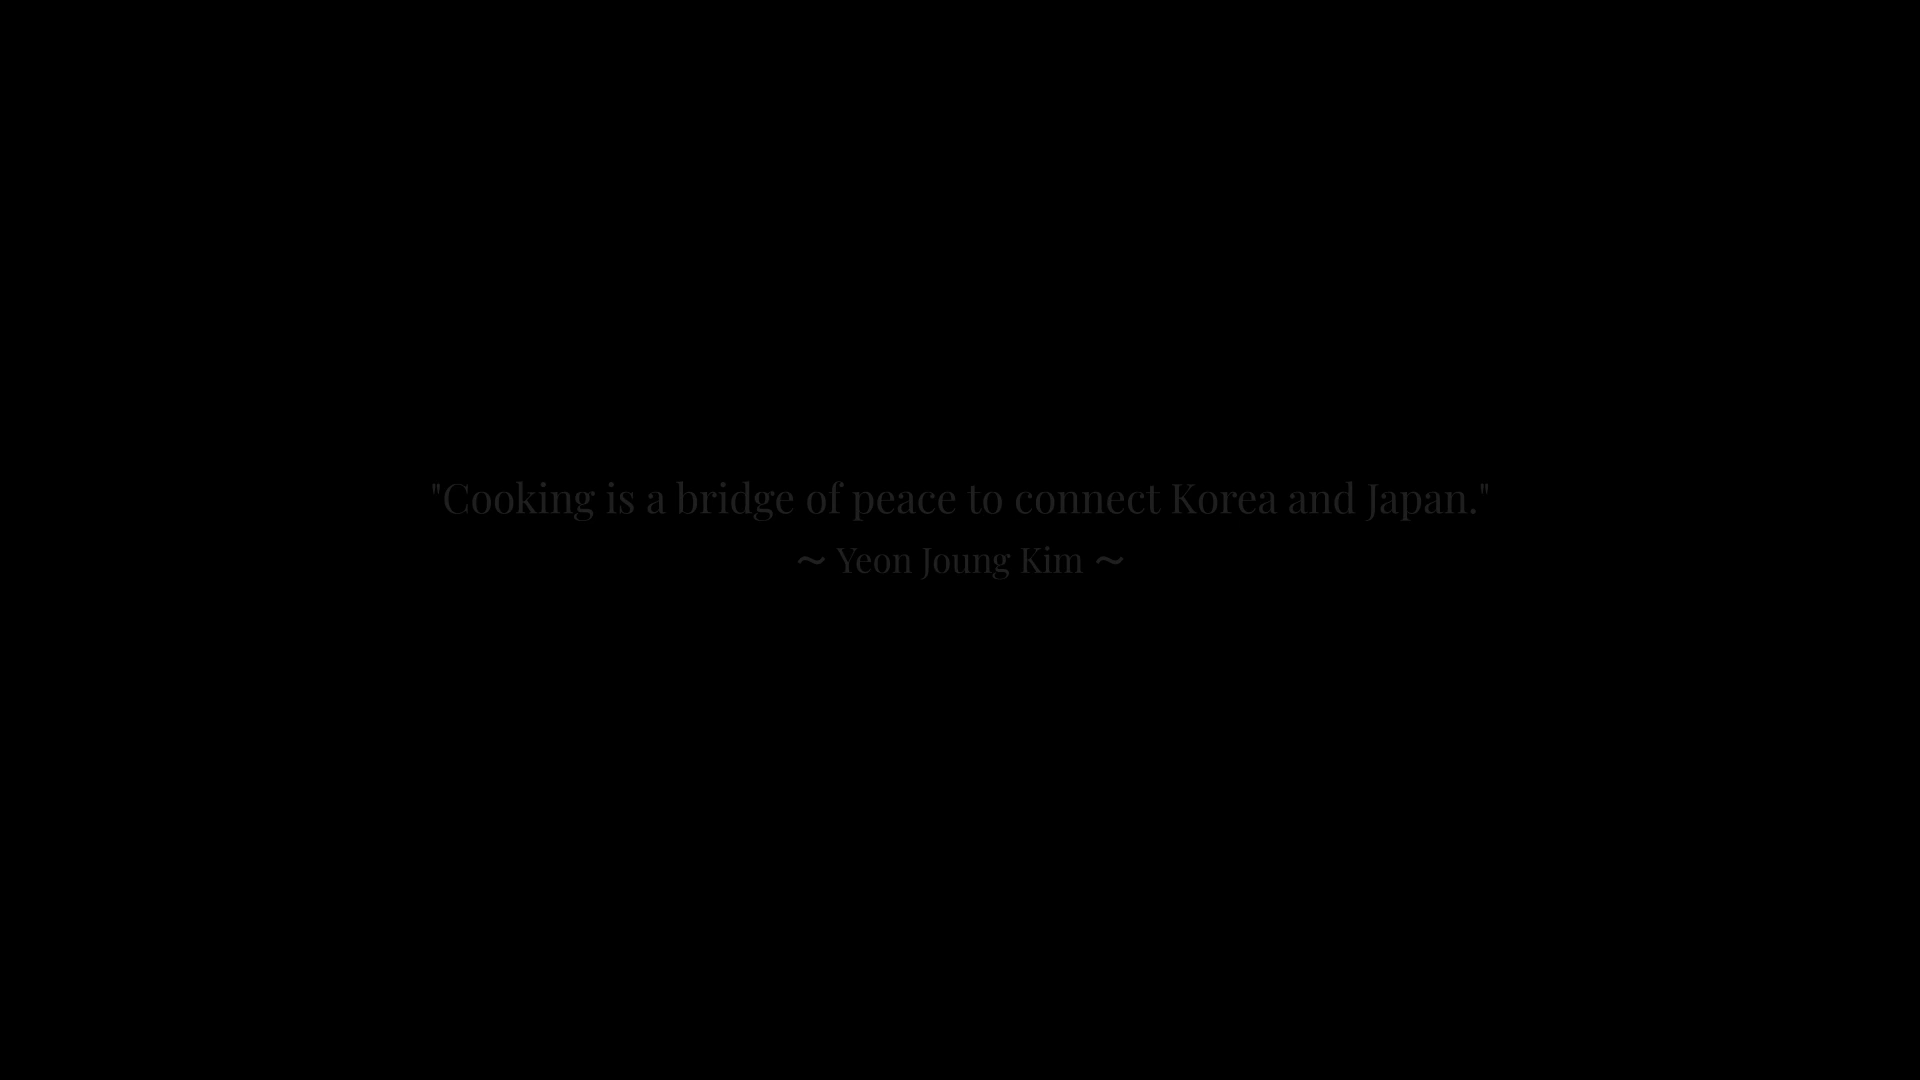 "Cooking is a bridge of peace to connect Korea and Japan."
～ Yeon Joung Kim ～